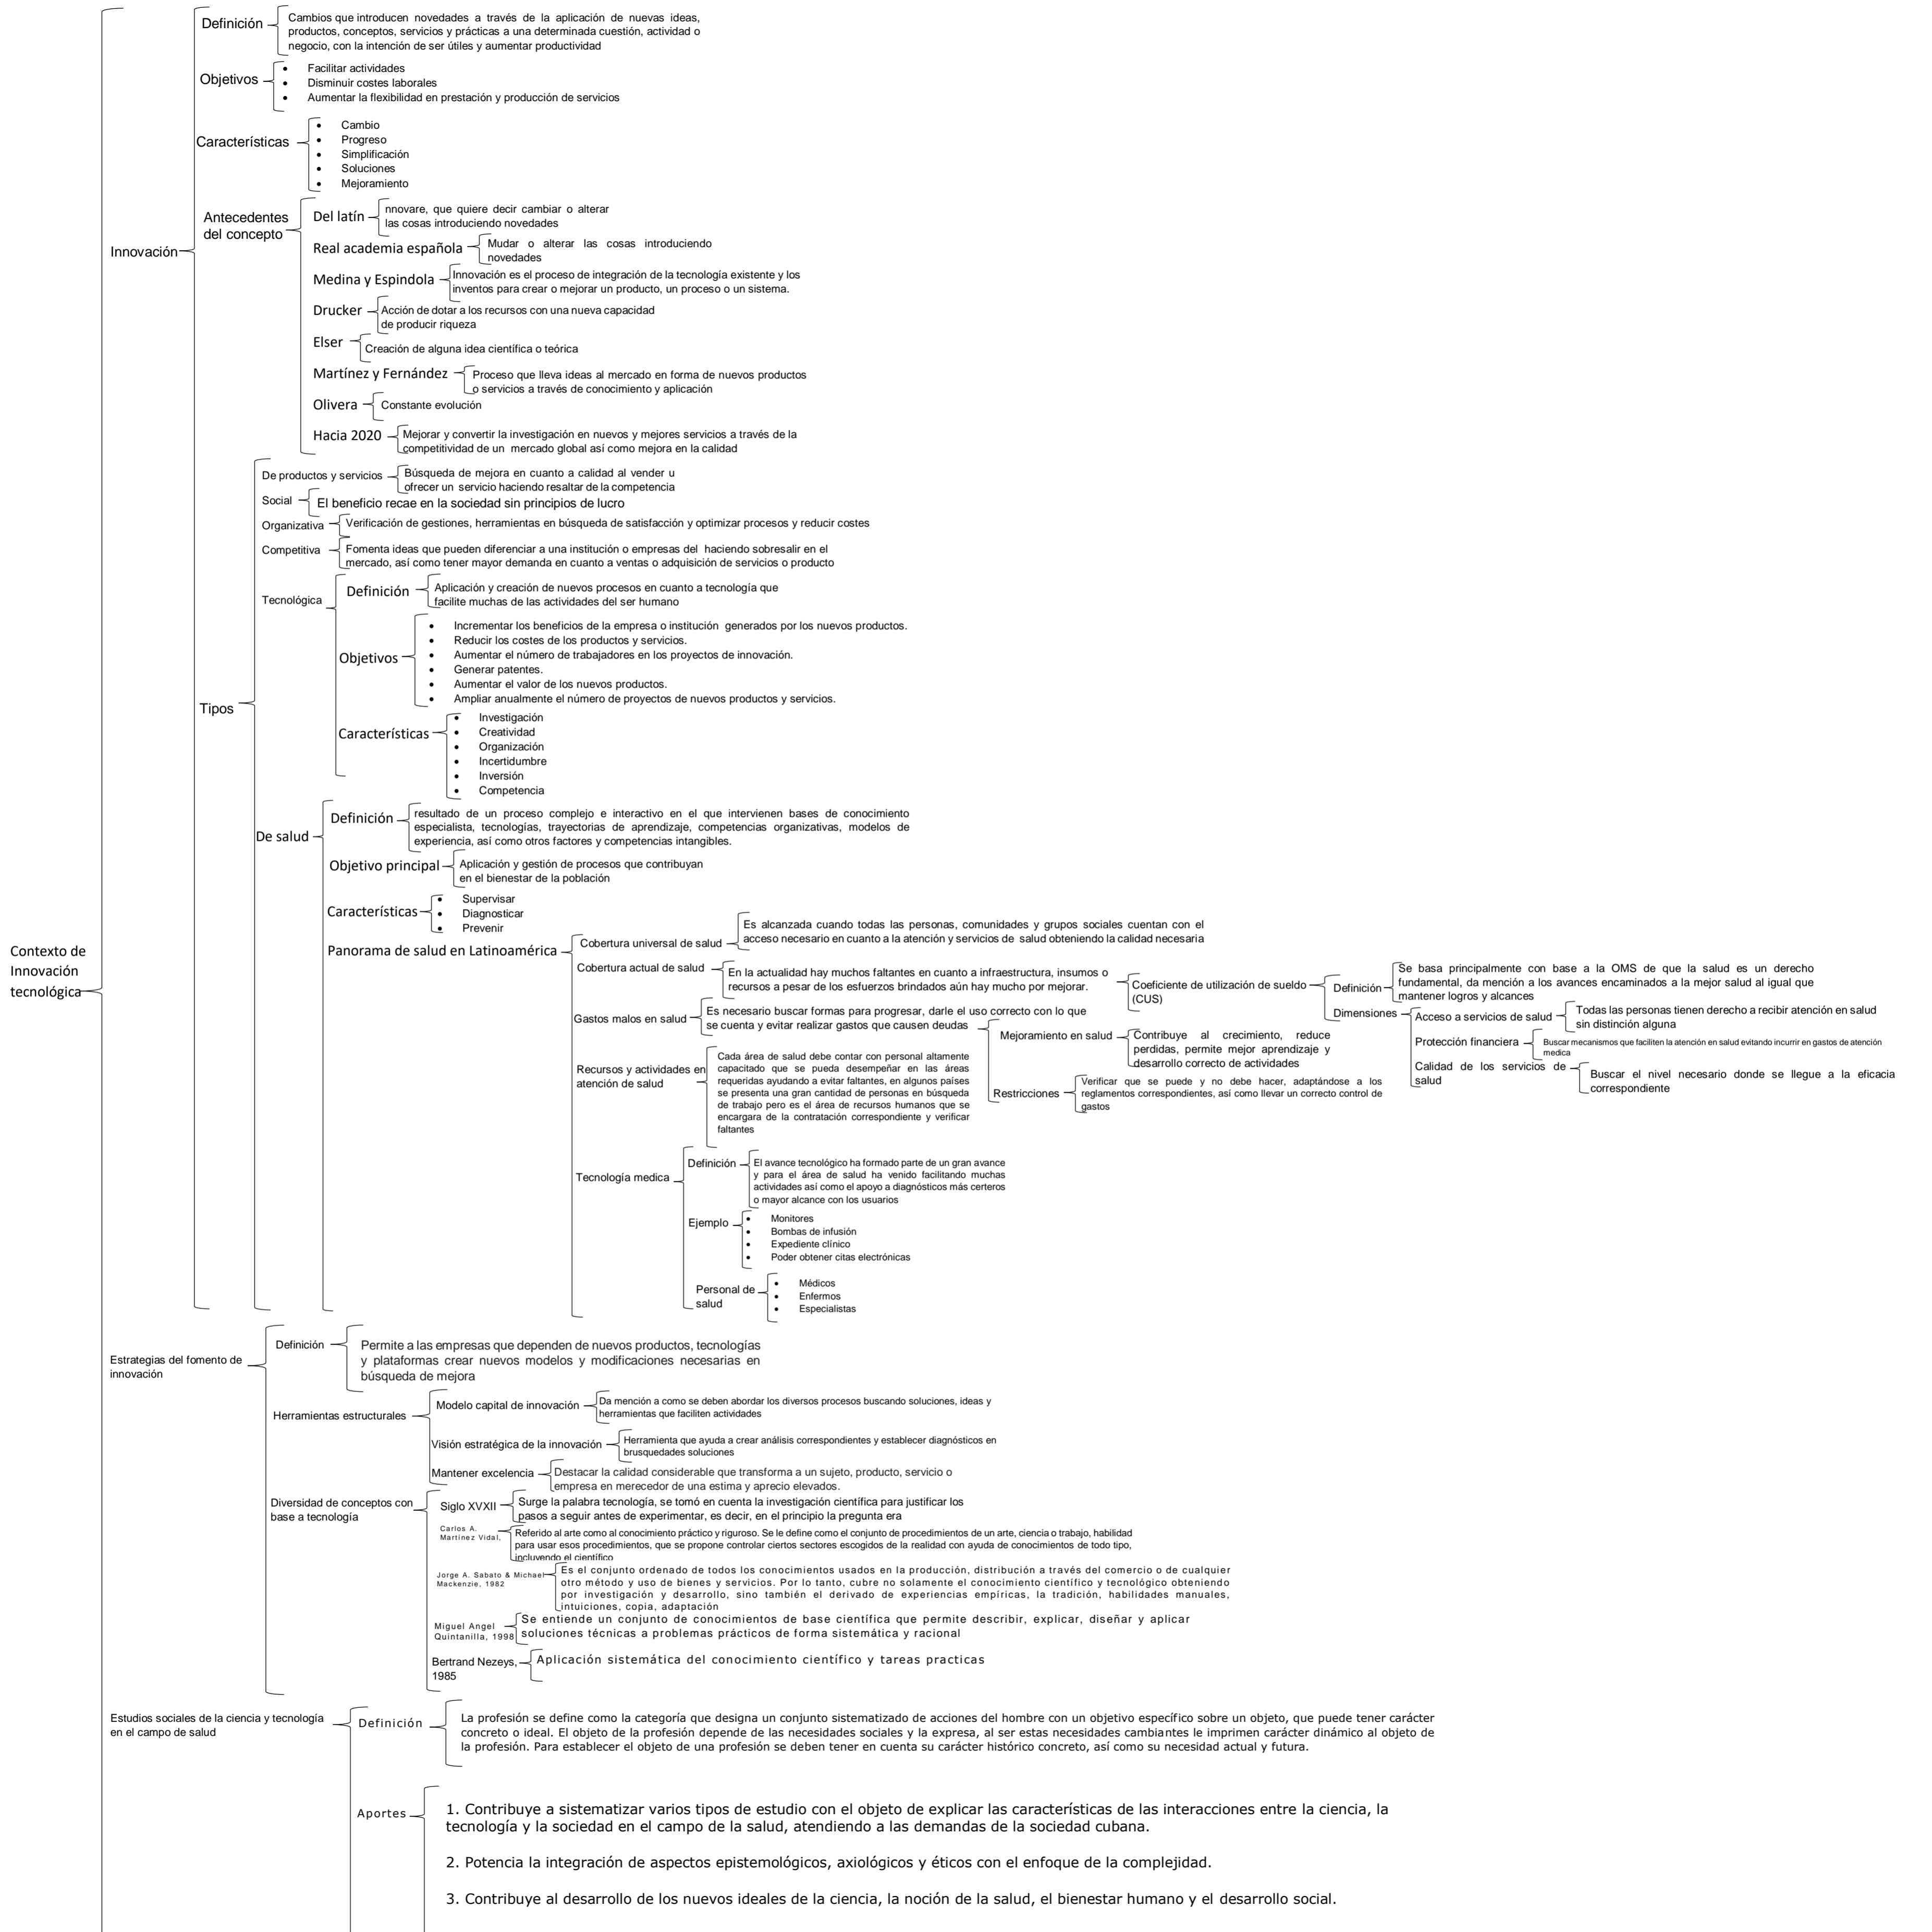 Definición
Cambios que introducen novedades a través de la aplicación de nuevas ideas,
productos, conceptos, servicios y prácticas a una determinada cuestión, actividad o
negocio, con la intención de ser útiles y aumentar productividad
Objetivos
• Facilitar actividades
• Disminuir costes laborales
• Aumentar la flexibilidad en prestación y producción de servicios
Características
• Cambio
• Progreso
• Simplificación
• Soluciones
• Mejoramiento
Innovación
Antecedentes
del concepto
Del latín
nnovare, que quiere decir cambiar o alterar
las cosas introduciendo novedades
Real academia española
Mudar o alterar las cosas introduciendo
novedades
Medina y Espindola
Innovación es el proceso de integración de la tecnología existente y los
inventos para crear o mejorar un producto, un proceso o un sistema.
Drucker
Acción de dotar a los recursos con una nueva capacidad
de producir riqueza
Elser
Creación de alguna idea científica o teórica
Martínez y Fernández
Proceso que lleva ideas al mercado en forma de nuevos productos
o servicios a través de conocimiento y aplicación
Olivera
Constante evolución
Hacia 2020
Mejorar y convertir la investigación en nuevos y mejores servicios a través de la
competitividad de un mercado global así como mejora en la calidad
Tipos
De productos y servicios
Búsqueda de mejora en cuanto a calidad al vender u
ofrecer un servicio haciendo resaltar de la competencia
Social
El beneficio recae en la sociedad sin principios de lucro
Organizativa
Verificación de gestiones, herramientas en búsqueda de satisfacción y optimizar procesos y reducir costes
Competitiva
Fomenta ideas que pueden diferenciar a una institución o empresas del haciendo sobresalir en el
mercado, así como tener mayor demanda en cuanto a ventas o adquisición de servicios o producto
Tecnológica
Definición
Aplicación y creación de nuevos procesos en cuanto a tecnología que
facilite muchas de las actividades del ser humano
Objetivos
• Incrementar los beneficios de la empresa o institución generados por los nuevos productos.
• Reducir los costes de los productos y servicios.
• Aumentar el número de trabajadores en los proyectos de innovación.
• Generar patentes.
• Aumentar el valor de los nuevos productos.
• Ampliar anualmente el número de proyectos de nuevos productos y servicios.
Características
• Investigación
• Creatividad
• Organización
• Incertidumbre
• Inversión
• Competencia
De salud
Definición
resultado de un proceso complejo e interactivo en el que intervienen bases de conocimiento
especialista, tecnologías, trayectorias de aprendizaje, competencias organizativas, modelos de
experiencia, así como otros factores y competencias intangibles.
Objetivo principal
Aplicación y gestión de procesos que contribuyan
en el bienestar de la población
Características
• Supervisar
• Diagnosticar
• Prevenir
Contexto de
Innovación
tecnológica
Panorama de salud en Latinoamérica
Cobertura universal de salud
Es alcanzada cuando todas las personas, comunidades y grupos sociales cuentan con el
acceso necesario en cuanto a la atención y servicios de salud obteniendo la calidad necesaria
Cobertura actual de salud
En la actualidad hay muchos faltantes en cuanto a infraestructura, insumos o
recursos a pesar de los esfuerzos brindados aún hay mucho por mejorar.
Coeficiente de utilización de sueldo
(CUS)
Definición
Se basa principalmente con base a la OMS de que la salud es un derecho
fundamental, da mención a los avances encaminados a la mejor salud al igual que
mantener logros y alcances
Dimensiones
Acceso a servicios de salud
Todas las personas tienen derecho a recibir atención en salud
sin distinción alguna
Protección financiera
Buscar mecanismos que faciliten la atención en salud evitando incurrir en gastos de atención
medica
Calidad de los servicios de
salud
Buscar el nivel necesario donde se llegue a la eficacia
correspondiente
Gastos malos en salud
Es necesario buscar formas para progresar, darle el uso correcto con lo que
se cuenta y evitar realizar gastos que causen deudas
Mejoramiento en salud
Contribuye al crecimiento, reduce
perdidas, permite mejor aprendizaje y
desarrollo correcto de actividades
Restricciones
Verificar que se puede y no debe hacer, adaptándose a los
reglamentos correspondientes, así como llevar un correcto control de
gastos
Recursos y actividades en
atención de salud
Cada área de salud debe contar con personal altamente
capacitado que se pueda desempeñar en las áreas
requeridas ayudando a evitar faltantes, en algunos países
se presenta una gran cantidad de personas en búsqueda
de trabajo pero es el área de recursos humanos que se
encargara de la contratación correspondiente y verificar
faltantes
Tecnología medica
Definición
El avance tecnológico ha formado parte de un gran avance
y para el área de salud ha venido facilitando muchas
actividades así como el apoyo a diagnósticos más certeros
o mayor alcance con los usuarios
Ejemplo
• Monitores
• Bombas de infusión
• Expediente clínico
• Poder obtener citas electrónicas
Personal de
salud
• Médicos
• Enfermos
• Especialistas
Estrategias del fomento de
innovación
Definición
Permite a las empresas que dependen de nuevos productos, tecnologías
y plataformas crear nuevos modelos y modificaciones necesarias en
búsqueda de mejora
Herramientas estructurales
Modelo capital de innovación
Da mención a como se deben abordar los diversos procesos buscando soluciones, ideas y
herramientas que faciliten actividades
Visión estratégica de la innovación
Herramienta que ayuda a crear análisis correspondientes y establecer diagnósticos en
brusquedades soluciones
Mantener excelencia
Destacar la calidad considerable que transforma a un sujeto, producto, servicio o
empresa en merecedor de una estima y aprecio elevados.
Diversidad de conceptos con
base a tecnología
Siglo XVXII
Surge la palabra tecnología, se tomó en cuenta la investigación científica para justificar los
pasos a seguir antes de experimentar, es decir, en el principio la pregunta era
Carlos A.
Martínez Vidal,
Referido al arte como al conocimiento práctico y riguroso. Se le define como el conjunto de procedimientos de un arte, ciencia o trabajo, habilidad
para usar esos procedimientos, que se propone controlar ciertos sectores escogidos de la realidad con ayuda de conocimientos de todo tipo,
incluyendo el científico
Jorge A. Sabato & Michael
Mackenzie, 1982
Es el conjunto ordenado de todos los conocimientos usados en la producción, distribución a través del comercio o de cualquier
otro método y uso de bienes y servicios. Por lo tanto, cubre no solamente el conocimiento científico y tecnológico obteniendo
por investigación y desarrollo, sino también el derivado de experiencias empíricas, la tradición, habilidades manuales,
intuiciones, copia, adaptación
Miguel Angel
Quintanilla, 1998
Se entiende un conjunto de conocimientos de base científica que permite describir, explicar, diseñar y aplicar
soluciones técnicas a problemas prácticos de forma sistemática y racional
Bertrand Nezeys,
1985
Aplicación sistemática del conocimiento científico y tareas practicas
Estudios sociales de la ciencia y tecnología
en el campo de salud
Definición
La profesión se define como la categoría que designa un conjunto sistematizado de acciones del hombre con un objetivo específico sobre un objeto, que puede tener carácter
concreto o ideal. El objeto de la profesión depende de las necesidades sociales y la expresa, al ser estas necesidades cambiantes le imprimen carácter dinámico al objeto de
la profesión. Para establecer el objeto de una profesión se deben tener en cuenta su carácter histórico concreto, así como su necesidad actual y futura.
Aportes
1. Contribuye a sistematizar varios tipos de estudio con el objeto de explicar las características de las interacciones entre la ciencia, la
tecnología y la sociedad en el campo de la salud, atendiendo a las demandas de la sociedad cubana.
2. Potencia la integración de aspectos epistemológicos, axiológicos y éticos con el enfoque de la complejidad.
3. Contribuye al desarrollo de los nuevos ideales de la ciencia, la noción de la salud, el bienestar humano y el desarrollo social.